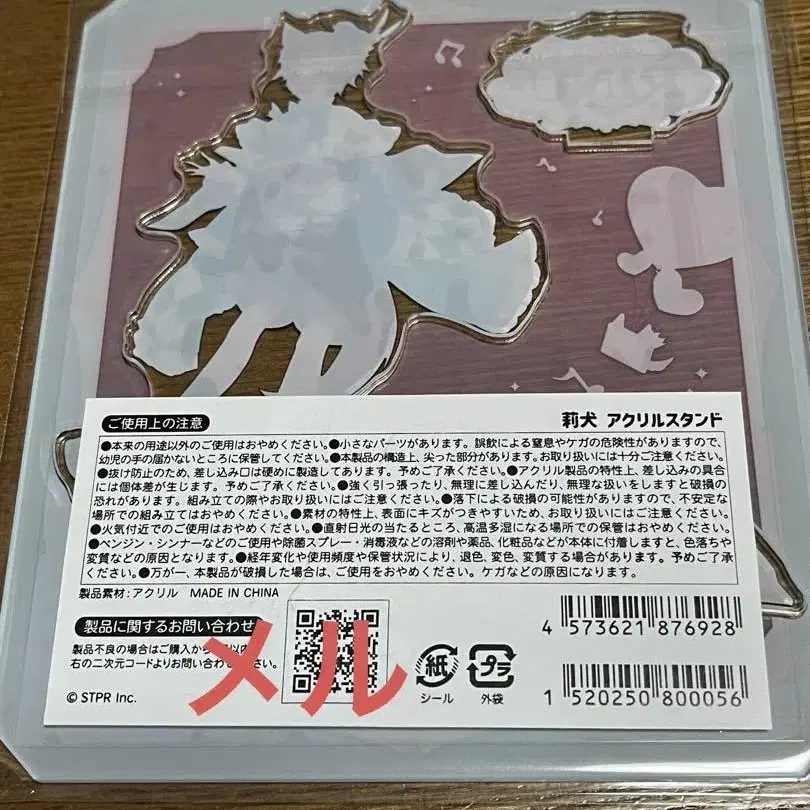 ご使用上の注意
莉犬 アクリルスタンド
●本来の用途以外のご使用はおやめください。●小さなパーツがあります。誤飲による窒息やケガの危険性がありますので、
幼児の手の届かないところに保管してください。●本製品の構造上、尖った部分があります。お取り扱いには十分ご注意ください。
●抜け防止のため、差し込み口は硬めに製造してあります。予めご了承ください。●アクリル製品の特性上、差し込みの具合
には個体差が生じます。予めご了承ください。●強く引っ張ったり、無理に差し込んだり、無理な扱いをしますと破損の
恐れがあります。組み立ての際やお取り扱いにはご注意ください。●落下による破損の可能性がありますので、不安定な
場所での組み立てはおやめください。●素材の特性上、表面にキズがつきやすいため、お取り扱いにはご注意ください。
●火気付近でのご使用はおやめください。●直射日光の当たるところ、高温多湿になる場所での保管はおやめください。
●ベンジン・シンナーなどのご使用や除菌スプレー・消毒液などの溶剤や薬品、化粧品などが本体に付着しますと、色落ちや
変質などの原因となります。●経年変化や使用頻度や保管状況により、退色、変色、変質する場合があります。予めご了承
ください。●万が一、本製品が破損した場合は、ご使用をおやめください。ケガなどの原因になります。
製品素材:アクリル MADE IN CHINA
製品に関するお問い合わせ
製品不良の場合はご購入から
以内
右の二次元コードよりお問い合わせください。
© STPR Inc.
メル
紙
シール
プラ
外袋
4 573621 876928
1 520250 800056